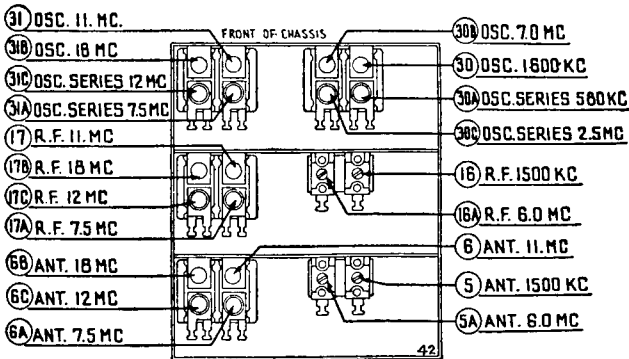 FRONT OF CHASSIS
31 OSC. 11. MC.
31B OSC. 18 MC
31C OSC. SERIES 12 MC
31A OSC. SERIES 7.5 MC
17 R.F. 11. MC
17B R.F. 18 MC
17C R.F. 12 MC
17A R.F. 7.5 MC
6B ANT. 18 MC
6C ANT. 12 MC
6A ANT. 7.5 MC
30B OSC. 7.0 MC
30 OSC. 1600 KC
30A OSC. SERIES 580 KC
30C OSC. SERIES 2.5 MC
16 R.F. 1500 KC
16A R.F. 6.0 MC
6 ANT. 11. MC
5 ANT. 1500 KC
5A ANT. 6.0 MC
42